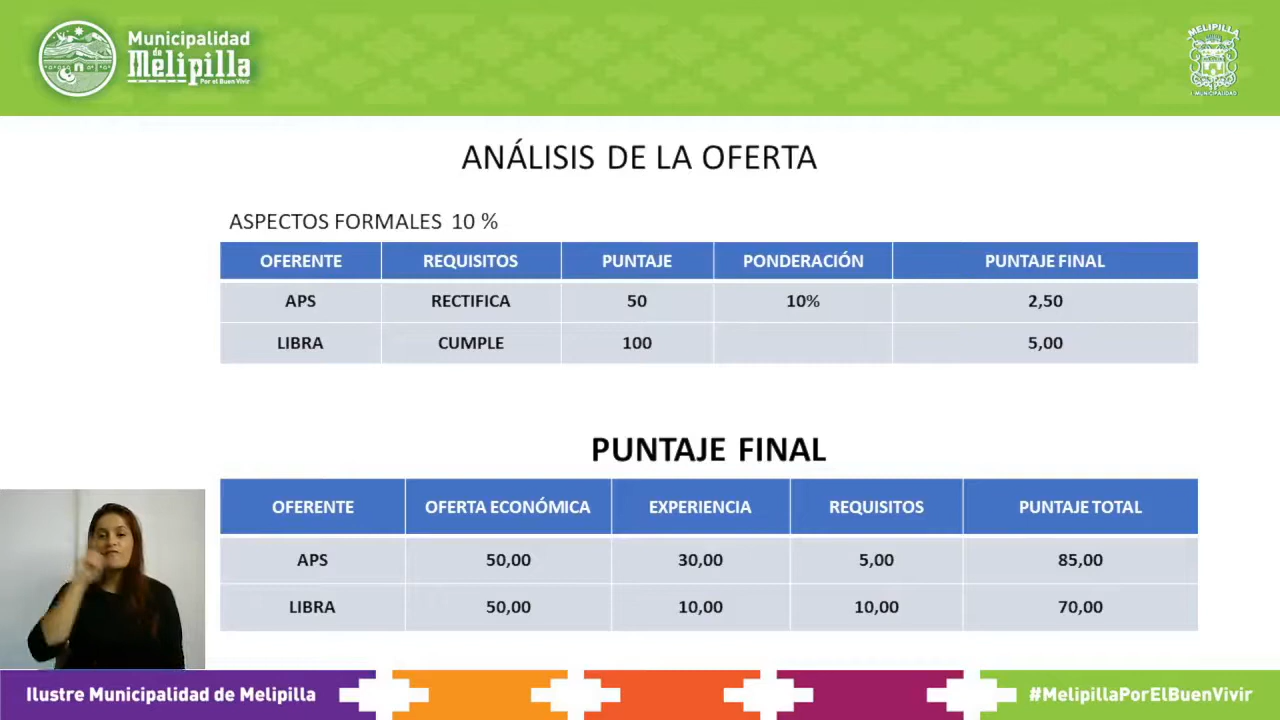 Municipalidad
de
Melipilla
Por el Buen Vivir
MELIPILLA
I. MUNICIPALIDAD
ANÁLISIS DE LA OFERTA
ASPECTOS FORMALES 10 %
OFERENTE REQUISITOS PUNTAJE PONDERACIÓN PUNTAJE FINAL
APS RECTIFICA 50 10% 2,50
LIBRA CUMPLE 100 5,00
PUNTAJE FINAL
OFERENTE OFERTA ECONÓMICA EXPERIENCIA REQUISITOS PUNTAJE TOTAL
APS 50,00 30,00 5,00 85,00
LIBRA 50,00 10,00 10,00 70,00
Ilustre Municipalidad de Melipilla
#MelipillaPorElBuenVivir